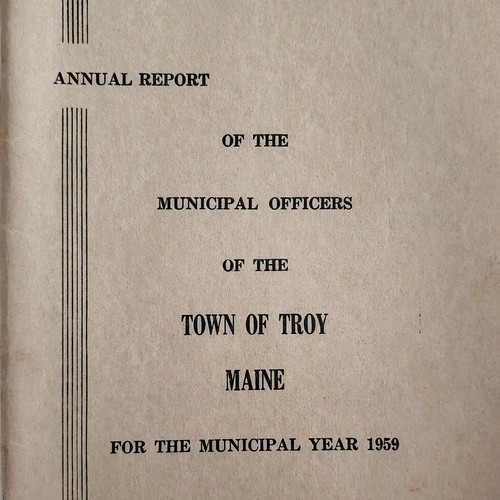 ANNUAL REPORT
OF THE
MUNICIPAL OFFICERS
OF THE
TOWN OF TROY
MAINE
FOR THE MUNICIPAL YEAR 1959